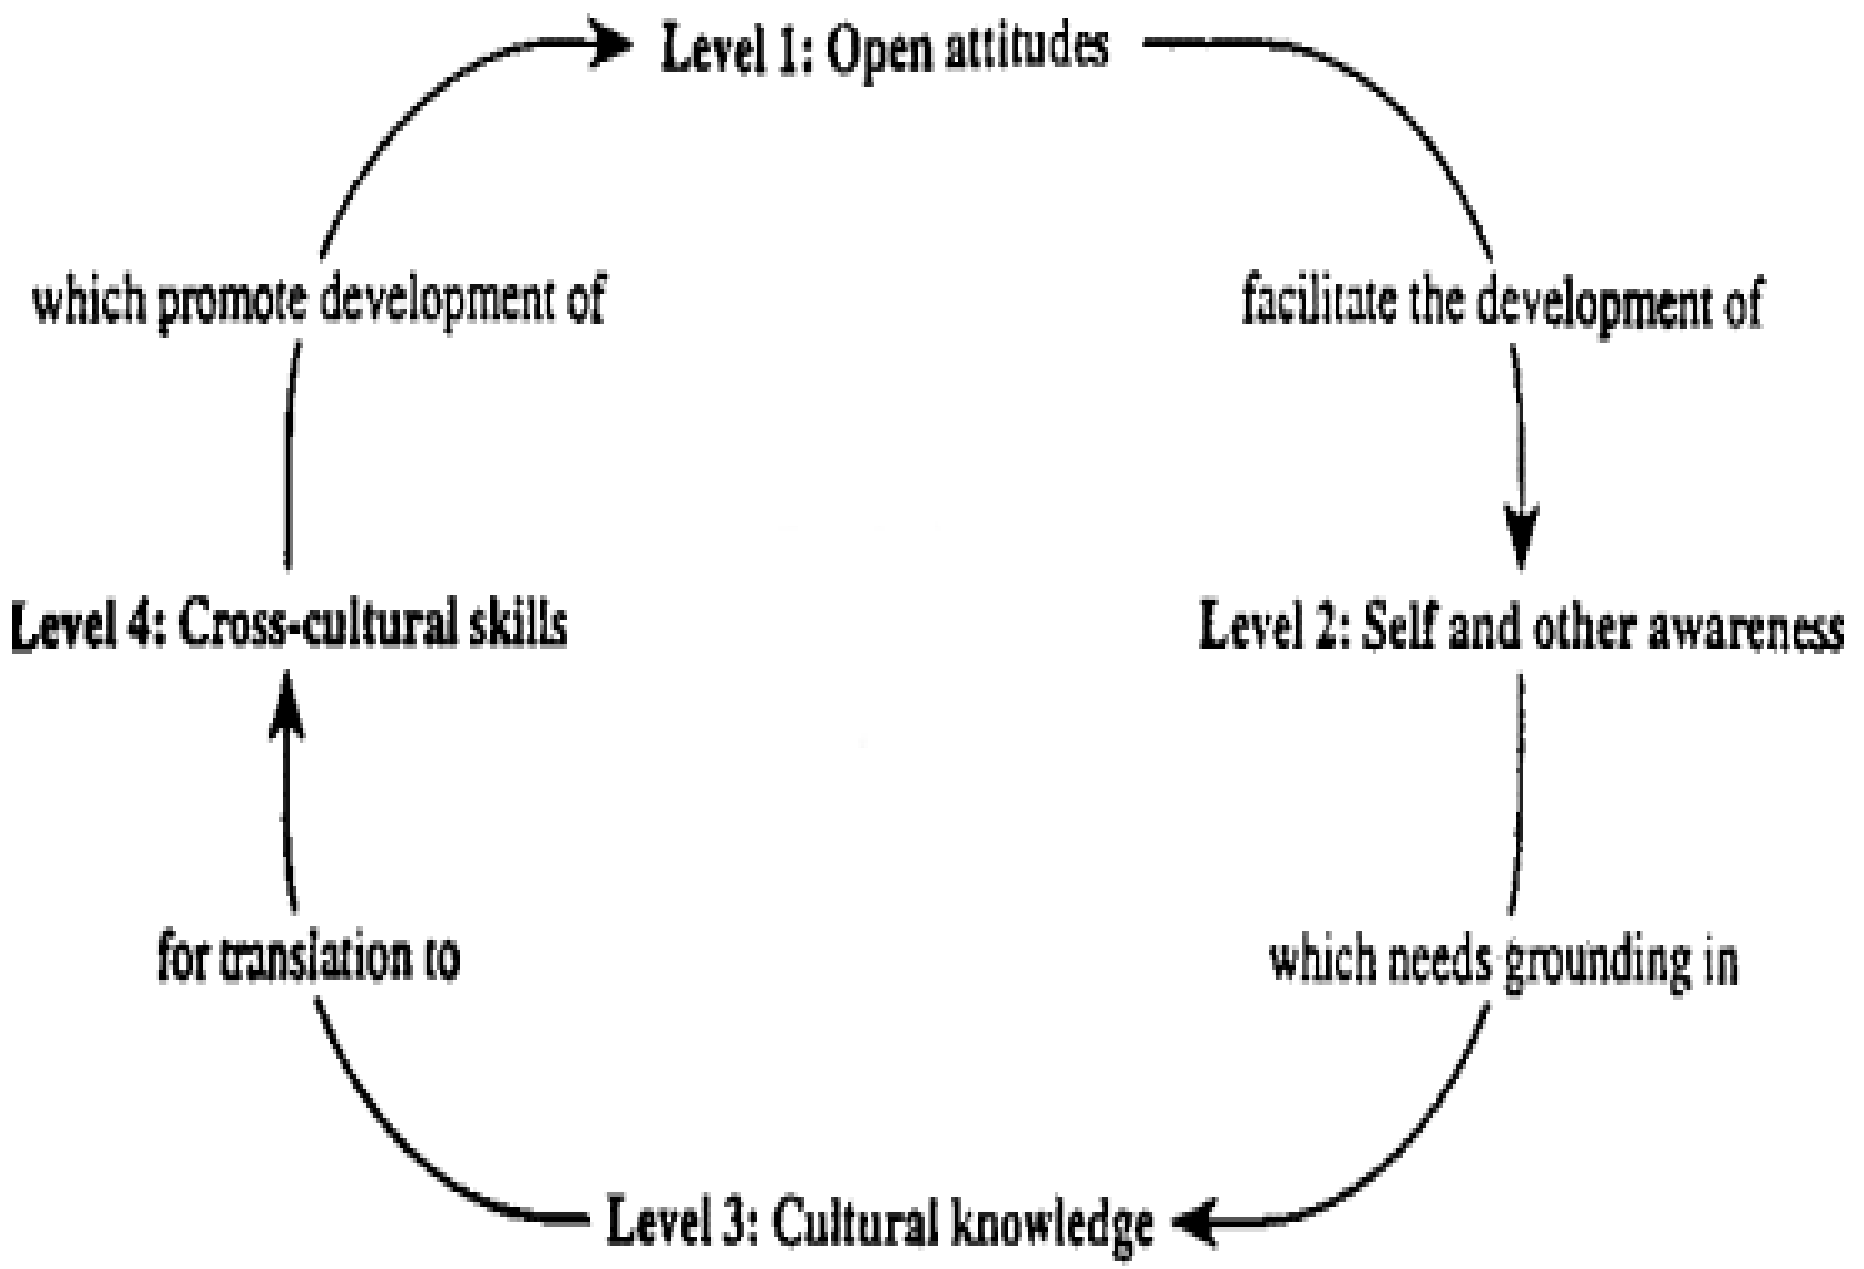 Level 1: Open attitudes
facilitate the development of
Level 2: Self and other awareness
which needs grounding in
Level 3: Cultural knowledge
for translation to
Level 4: Cross-cultural skills
which promote development of